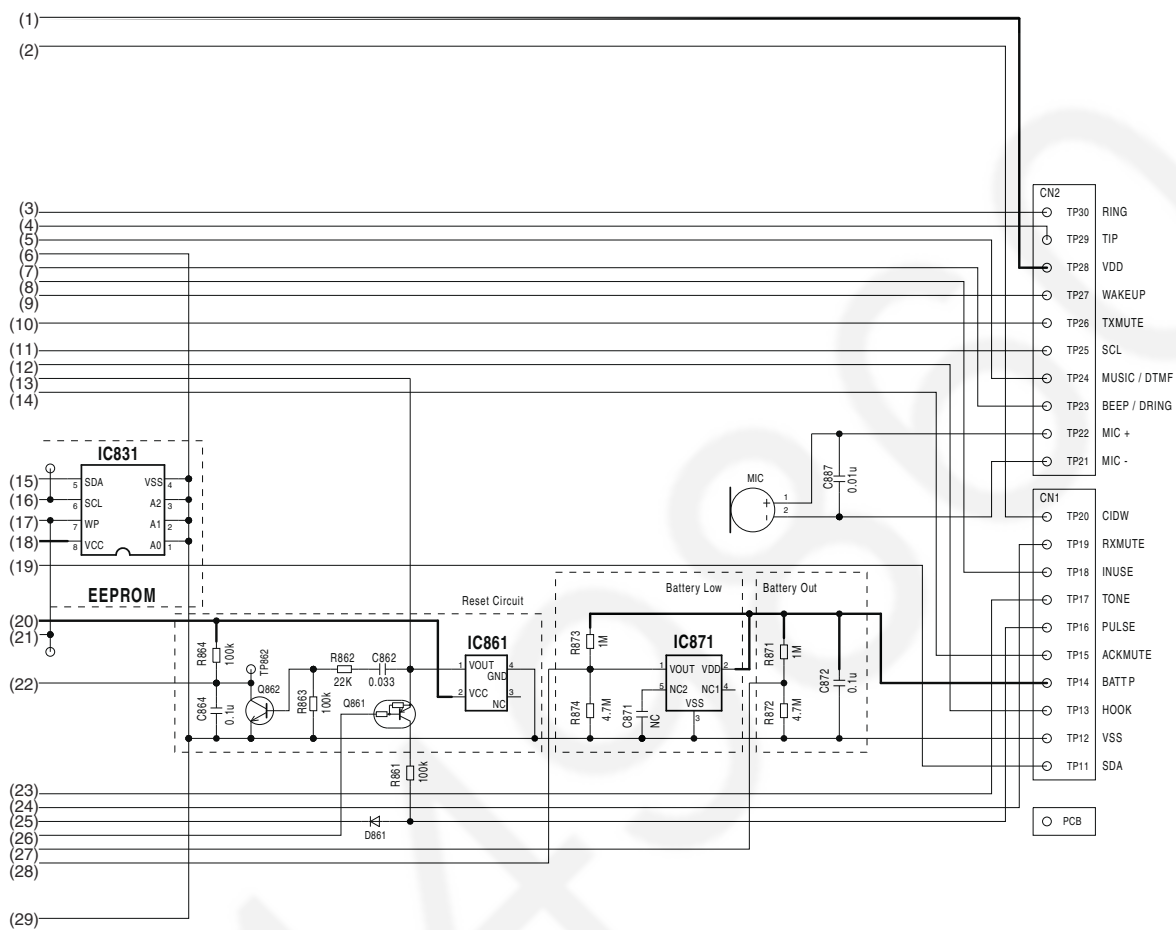 (1)
(2)
CN2
(3) TP30 RING
(4)
(5) TP29 TIP
(6)
(7) TP28 VDD
(8)
(9) TP27 WAKEUP
(10) TP26 TXMUTE
(11) TP25 SCL
(12)
(13) TP24 MUSIC / DTMF
(14)
TP23 BEEP / DRING
TP22 MIC +
TP21 MIC -
IC831
(15) 5 SDA VSS 4
(16) 6 SCL A2 3
(17) 7 WP A1 2
(18) 8 VCC A0 1
(19)
EEPROM
MIC
1
+
-
2
C887
0.01u
CN1
TP20 CIDW
TP19 RXMUTE
TP18 INUSE
TP17 TONE
TP16 PULSE
TP15 ACKMUTE
TP14 BATT P
TP13 HOOK
TP12 VSS
TP11 SDA
PCB
Reset Circuit
Battery Low
Battery Out
(20)
(21)
(22)
R864
100k
TP862
C864
0.1u
Q862
R862
22K
C862
0.033
R863
100k
Q861
R861
100k
IC861
1 VOUT 4
GND
2 VCC 3
NC
R873
1M
R874
4.7M
IC871
1 VOUT VDD 2
5 NC2 NC1 4
VSS
3
C871
NC
R871
1M
R872
4.7M
C872
0.1u
(23)
(24)
(25)
D861
(26)
(27)
(28)
(29)